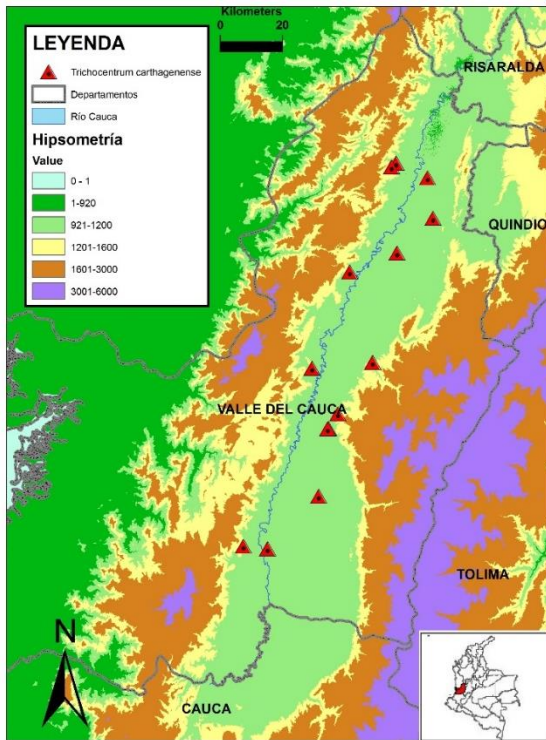 Kilometers
0 20
LEYENDA
Trichocentrum carthagenense
Departamentos
Río Cauca
Hipsometría
Value
0 - 1
1-920
921-1200
1201-1600
1601-3000
3001-6000
RISARALDA
QUINDIO
VALLE DEL CAUCA
TOLIMA
N
CAUCA